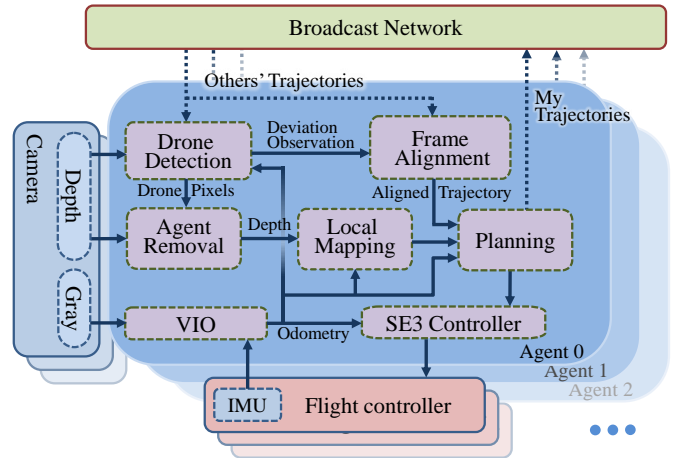 Broadcast Network
Others' Trajectories
My
Trajectories
Camera
Depth
Gray
Drone
Detection
Deviation
Observation
Frame
Alignment
Drone Pixels
Aligned Trajectory
Agent
Removal
Depth
Local
Mapping
Planning
VIO
Odometry
SE3 Controller
Agent 0
Agent 1
Agent 2
IMU
Flight controller